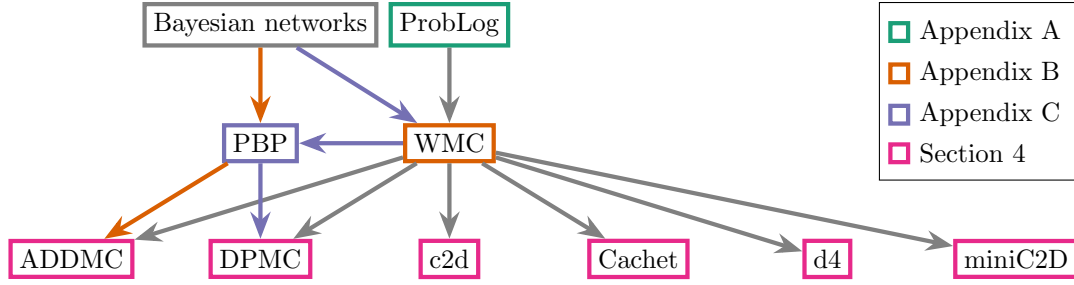 Bayesian networks
ProbLog
Appendix A
Appendix B
Appendix C
Section 4
PBP
WMC
ADDMC
DPMC
c2d
Cachet
d4
miniC2D